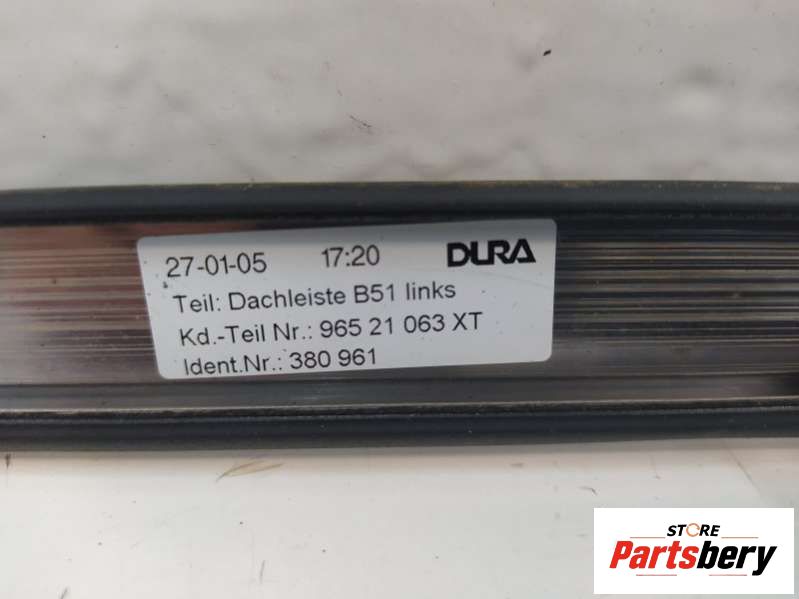 27-01-05 17:20 DURA
Teil: Dachleiste B51 links
Kd.-Teil Nr.: 965 21 063 XT
Ident.Nr.: 380 961
STORE
Partsbery